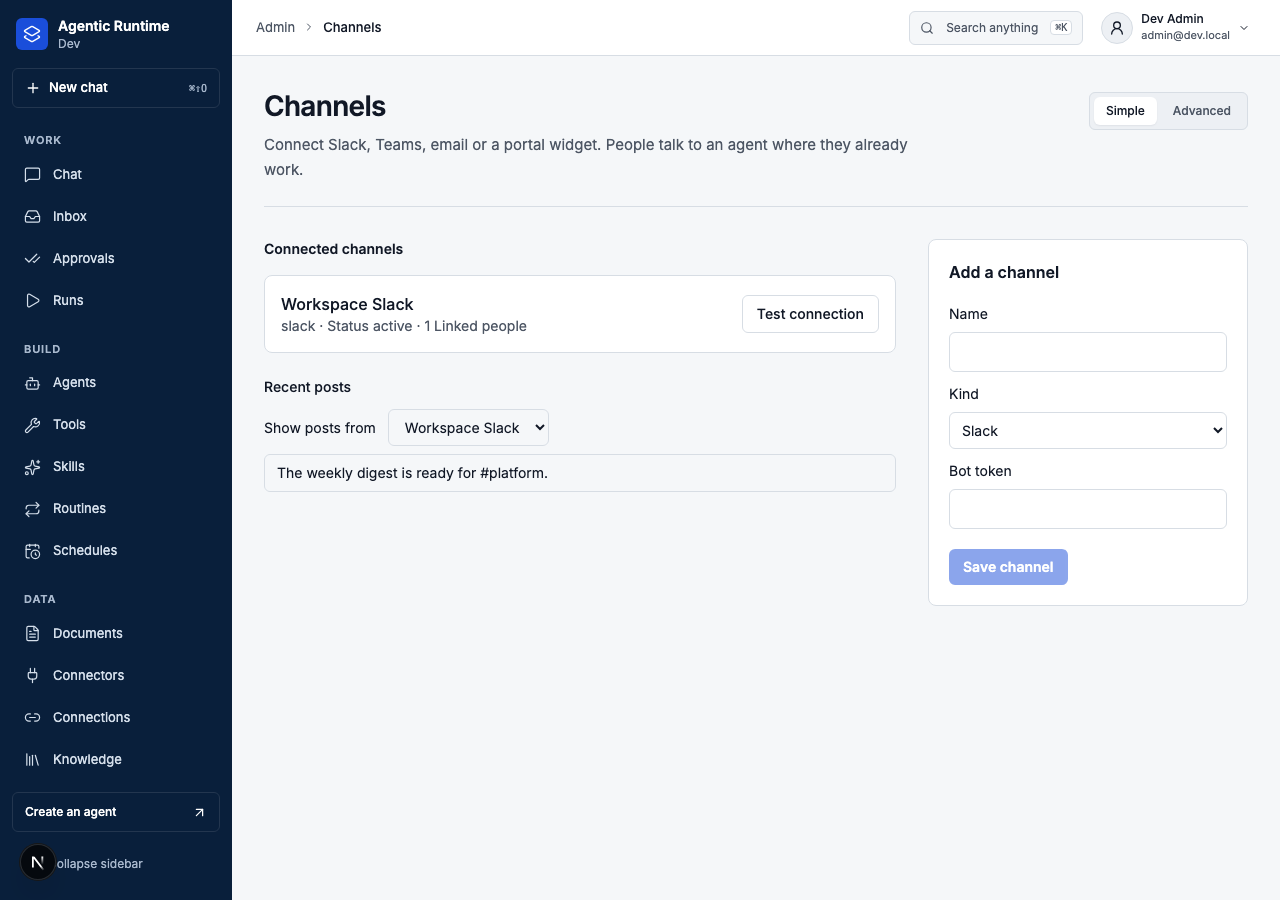 Agentic Runtime
Dev
New chat
⌘⇧O
WORK
Chat
Inbox
Approvals
Runs
BUILD
Agents
Tools
Skills
Routines
Schedules
DATA
Documents
Connectors
Connections
Knowledge
Create an agent
N
ollapse sidebar
Admin
Channels
Search anything
⌘K
Dev Admin
admin@dev.local
Channels
Simple
Advanced
Connect Slack, Teams, email or a portal widget. People talk to an agent where they already
work.
Connected channels
Workspace Slack
slack · Status active · 1 Linked people
Test connection
Recent posts
Show posts from
Workspace Slack
The weekly digest is ready for #platform.
Add a channel
Name
Kind
Slack
Bot token
Save channel